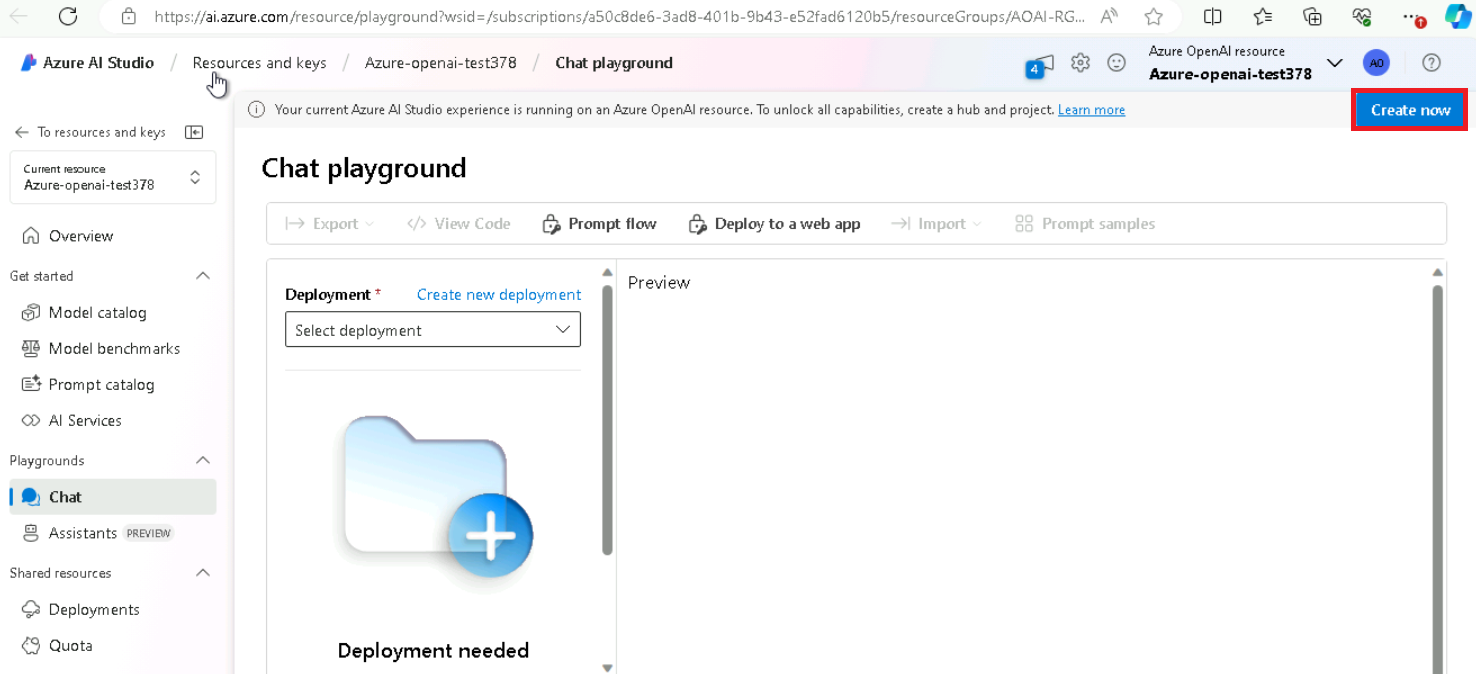 https://ai.azure.com/resource/playground?wsid=/subscriptions/a50c8de6-3ad8-401b-9b43-e52fad6120b5/resourceGroups/AOAI-RG...
Azure AI Studio / Resources and keys / Azure-openai-test378 / Chat playground
4
Azure OpenAI resource
Azure-openai-test378
AO
Your current Azure AI Studio experience is running on an Azure OpenAI resource. To unlock all capabilities, create a hub and project. Learn more
Create now
To resources and keys
Current resource
Azure-openai-test378
Overview
Get started
Model catalog
Model benchmarks
Prompt catalog
AI Services
Playgrounds
Chat
Assistants PREVIEW
Shared resources
Deployments
Quota
Chat playground
Export
View Code
Prompt flow
Deploy to a web app
Import
Prompt samples
Deployment * Create new deployment
Select deployment
Deployment needed
Preview